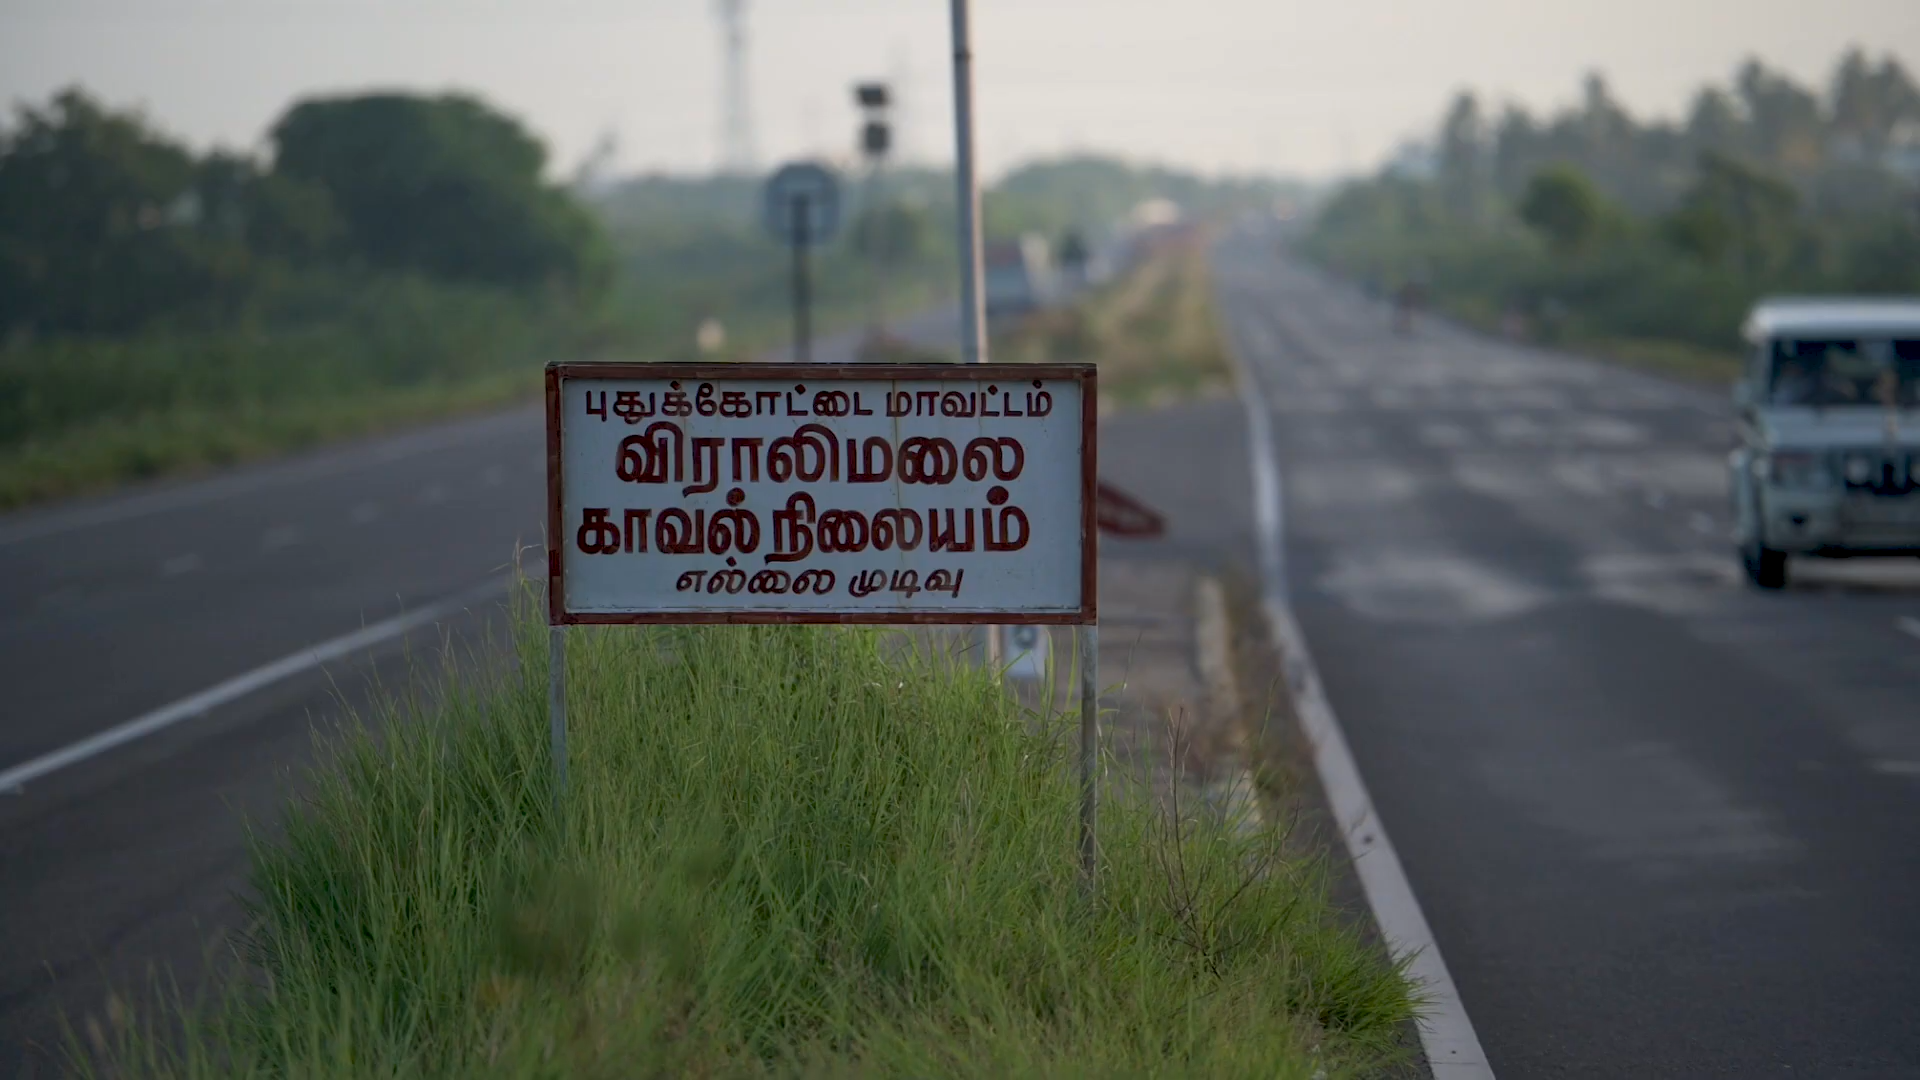 புதுக்கோட்டை மாவட்டம்
விராலிமலை
காவல் நிலையம்
எல்லை முடிவு